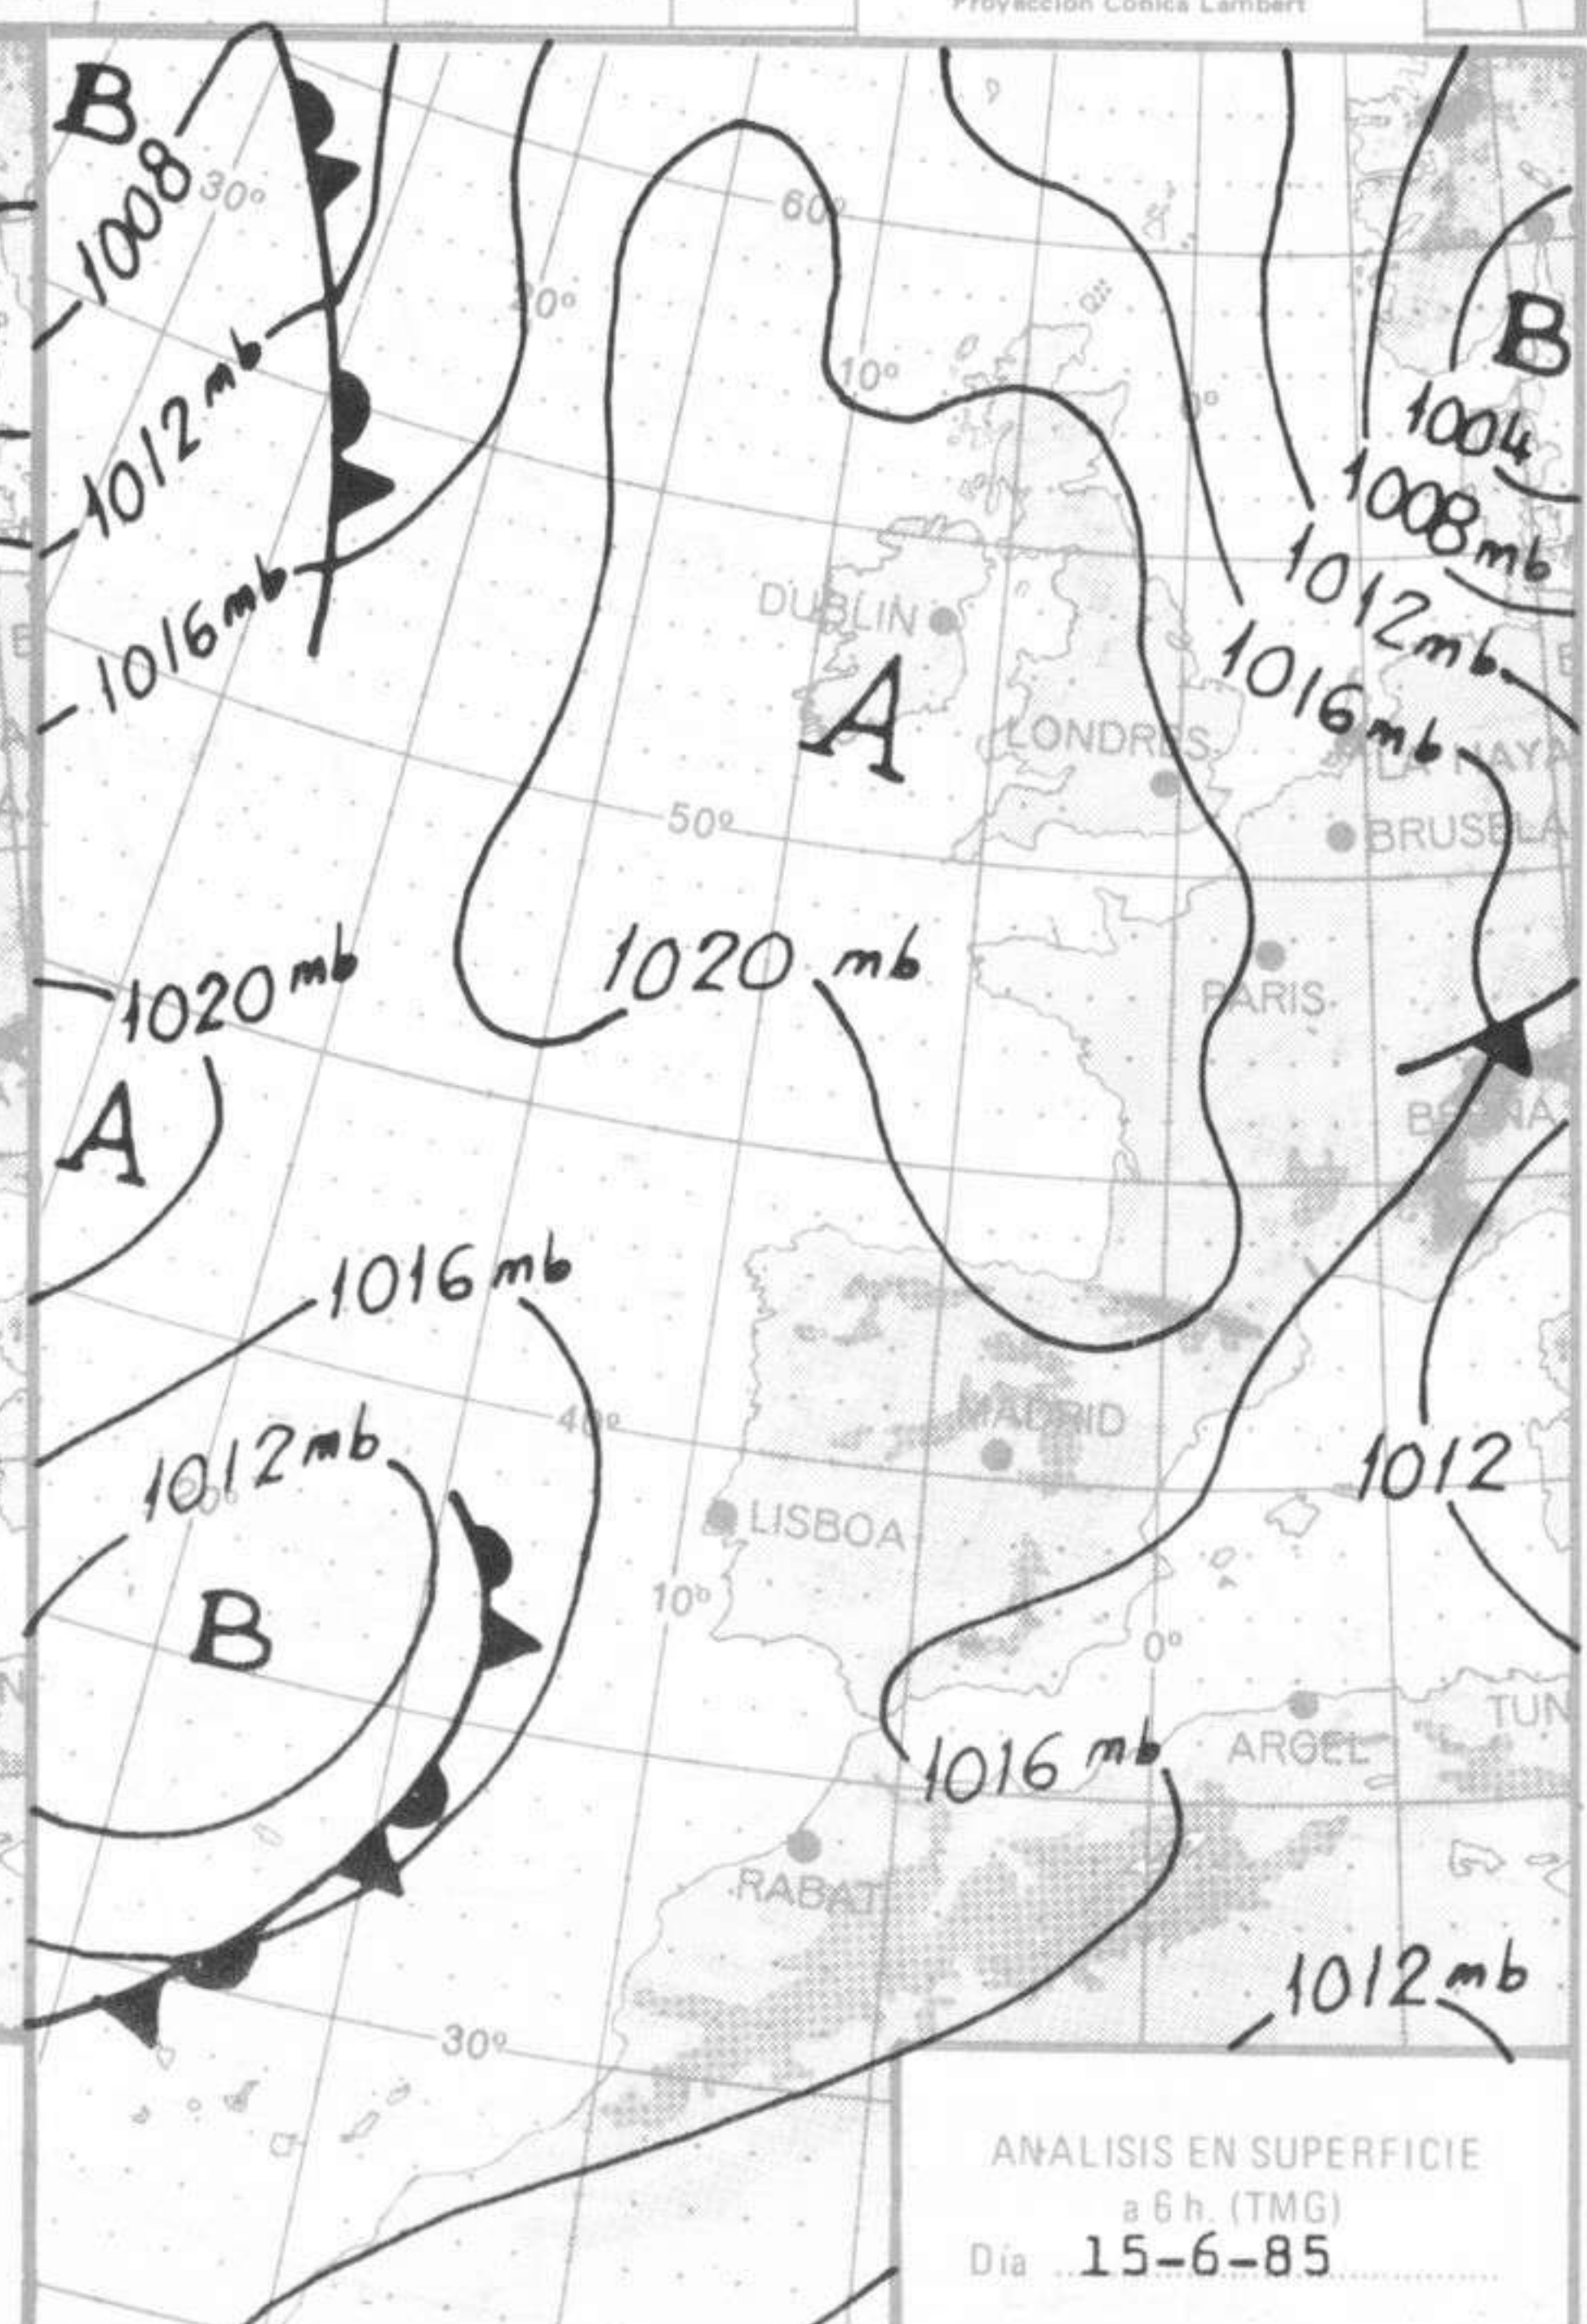 Proyección Cónica Lambert
B
1008
30º
60º
20º
1012 mb
10º
0º
B
1004
1008 mb
1016 mb
1012 mb
DUBLIN
1016 mb
A
LONDRES
LA HAYA
50º
BRUSELA
1020 mb
1020 mb
PARIS
A
BERNA
1016 mb
40º
MADRID
1012 mb
1012
20º
LISBOA
B
10º
0º
1016 mb
ARGEL
TUN
RABAT
1012 mb
30º
ANALISIS EN SUPERFICIE
a 6 h. (TMG)
Día 15-6-85